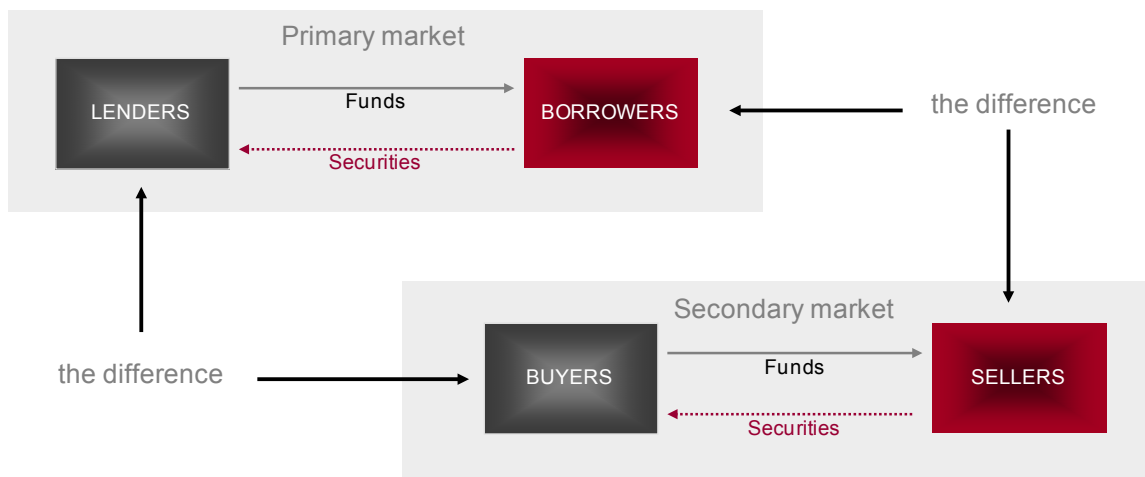 Primary market
LENDERS
Funds
BORROWERS
Securities
the difference
Secondary market
BUYERS
Funds
SELLERS
Securities
the difference